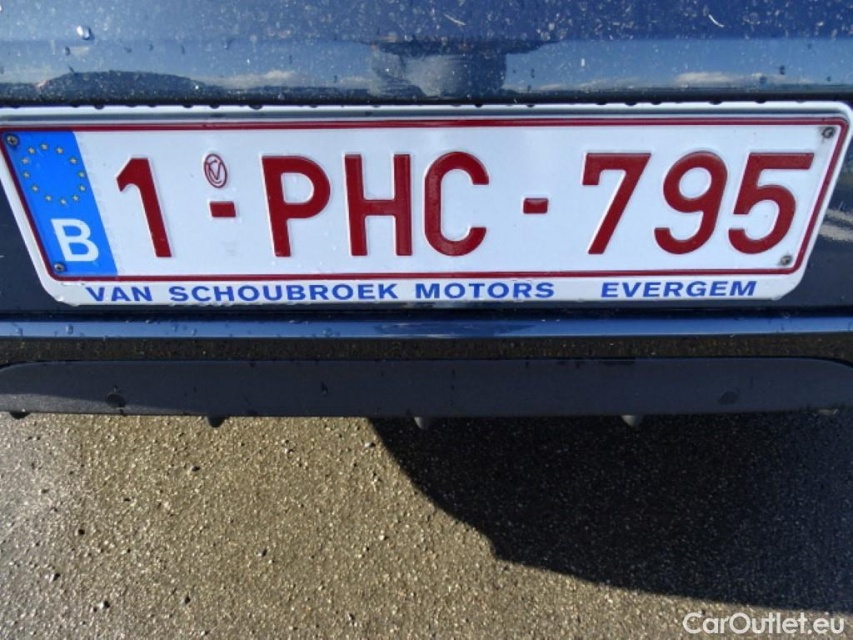 B 1-PHC-795
VAN SCHOUBROEK MOTORS EVERGEM
CarOutlet.eu